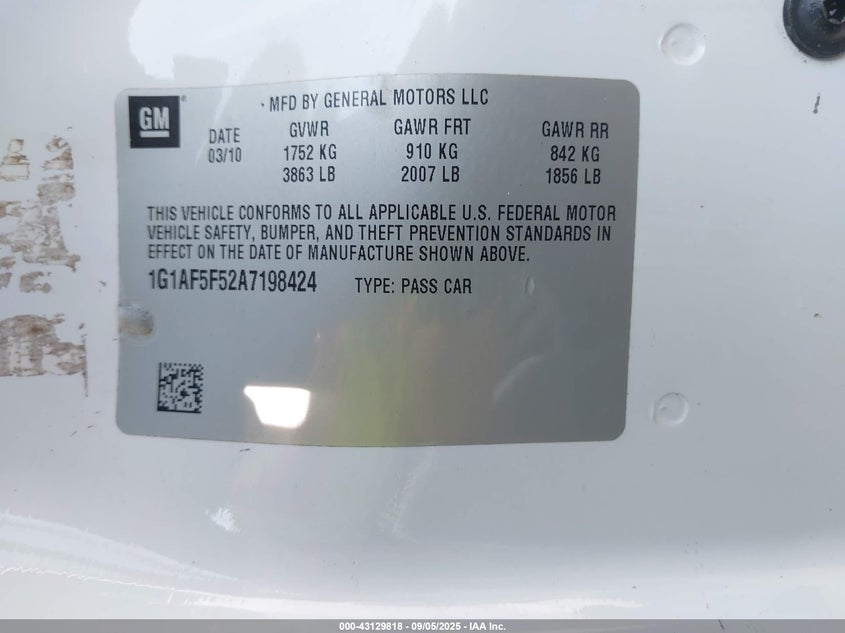 GM
MFD BY GENERAL MOTORS LLC
DATE GVWR GAWR FRT GAWR RR
03/10 1752 KG 910 KG 842 KG
3863 LB 2007 LB 1856 LB
THIS VEHICLE CONFORMS TO ALL APPLICABLE U.S. FEDERAL MOTOR
VEHICLE SAFETY, BUMPER, AND THEFT PREVENTION STANDARDS IN
EFFECT ON THE DATE OF MANUFACTURE SHOWN ABOVE.
1G1AF5F52A7198424 TYPE: PASS CAR
000-43129818 - 09/05/2025 - IAA Inc.